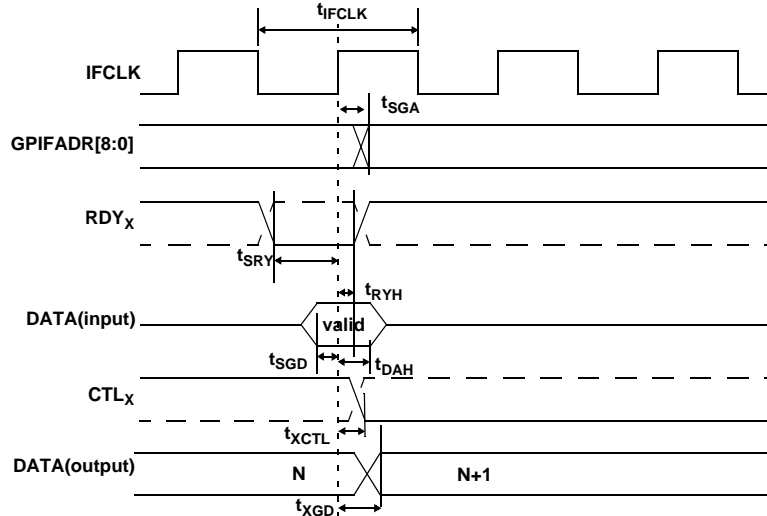 tIFCLK
IFCLK
tSGA
GPIFADR[8:0]
RDYX
tSRY
tRYH
DATA(input)
valid
tSGD
tDAH
CTLX
tXCTL
DATA(output)
N
N+1
tXGD